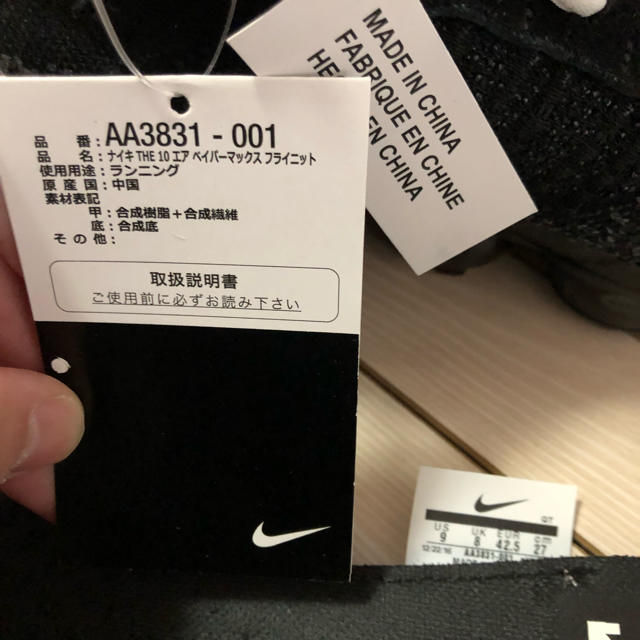 品番：AA3831-001
品名：ナイキ THE 10 エア ベイパーマックス フライニット
使用用途：ランニング
原産国：中国
素材表記
甲：合成樹脂＋合成繊維
底：合成底
その他：
取扱説明書
ご使用前に必ずお読み下さい
MADE IN CHINA
FABRIQUE EN CHINE
EN CHINA
US UK EUR cm
9 8 42.5 27